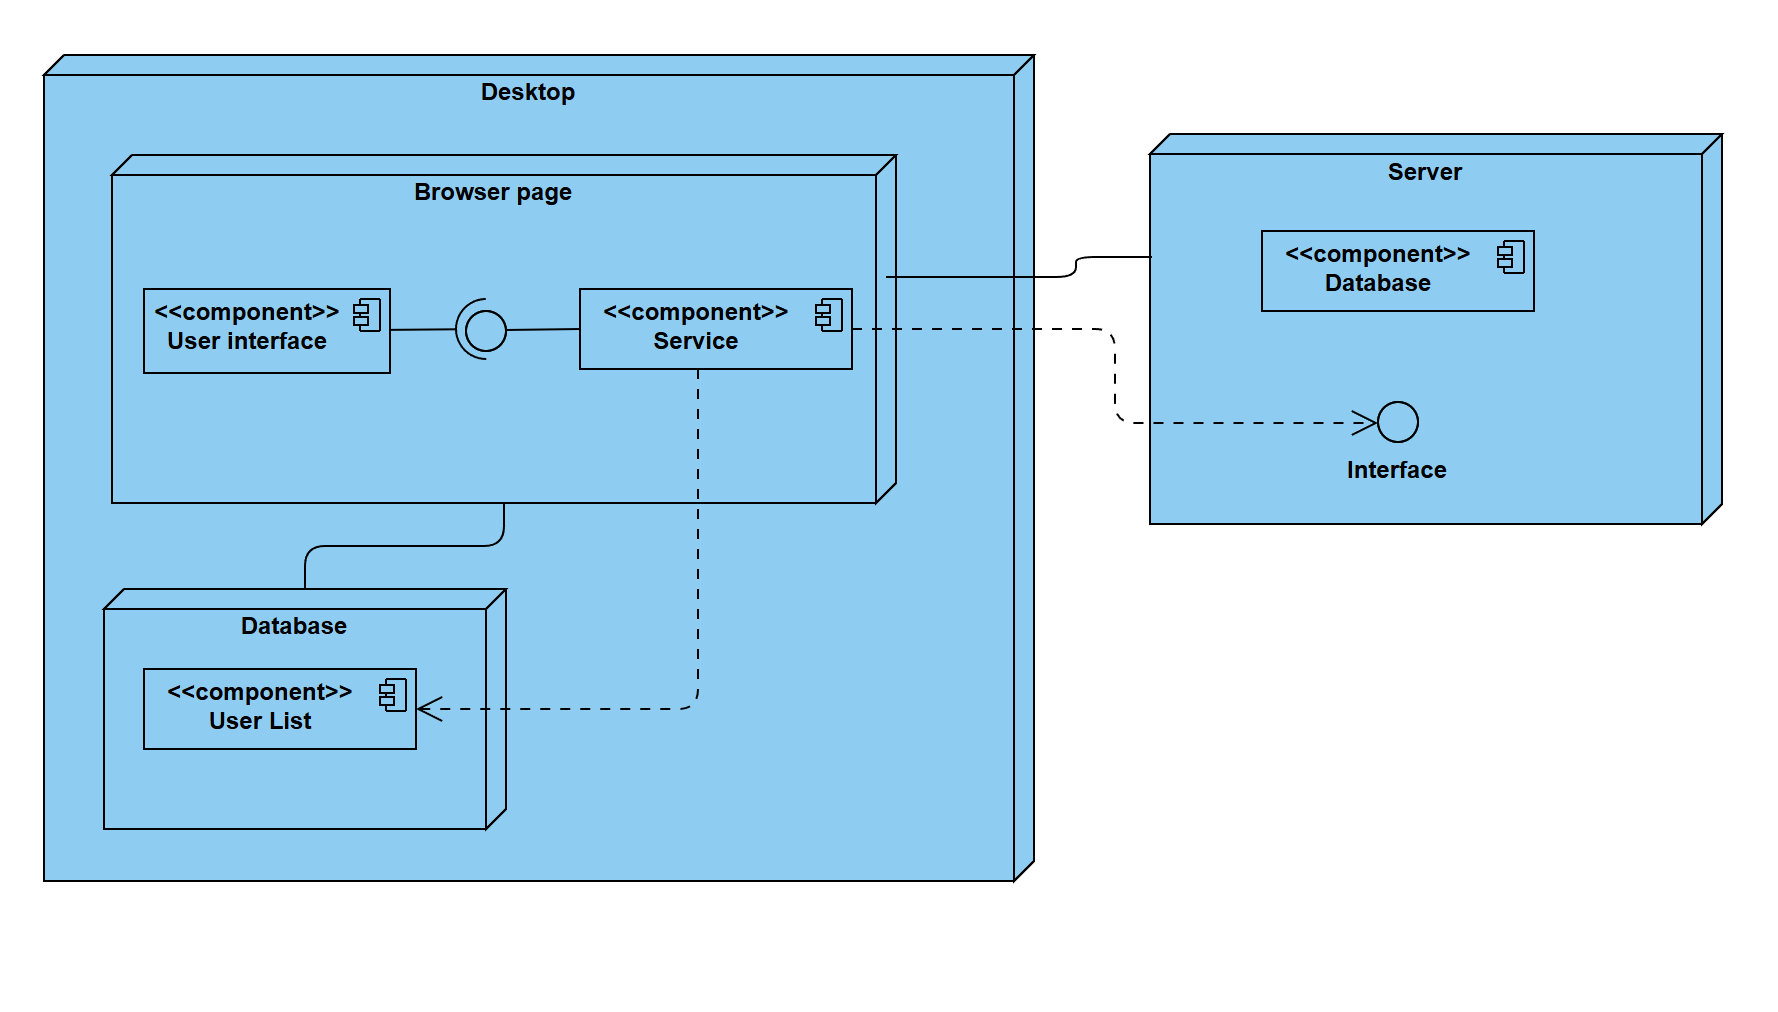 Desktop
Browser page
<<component>>
User interface
<<component>>
Service
Database
<<component>>
User List
Server
<<component>>
Database
Interface